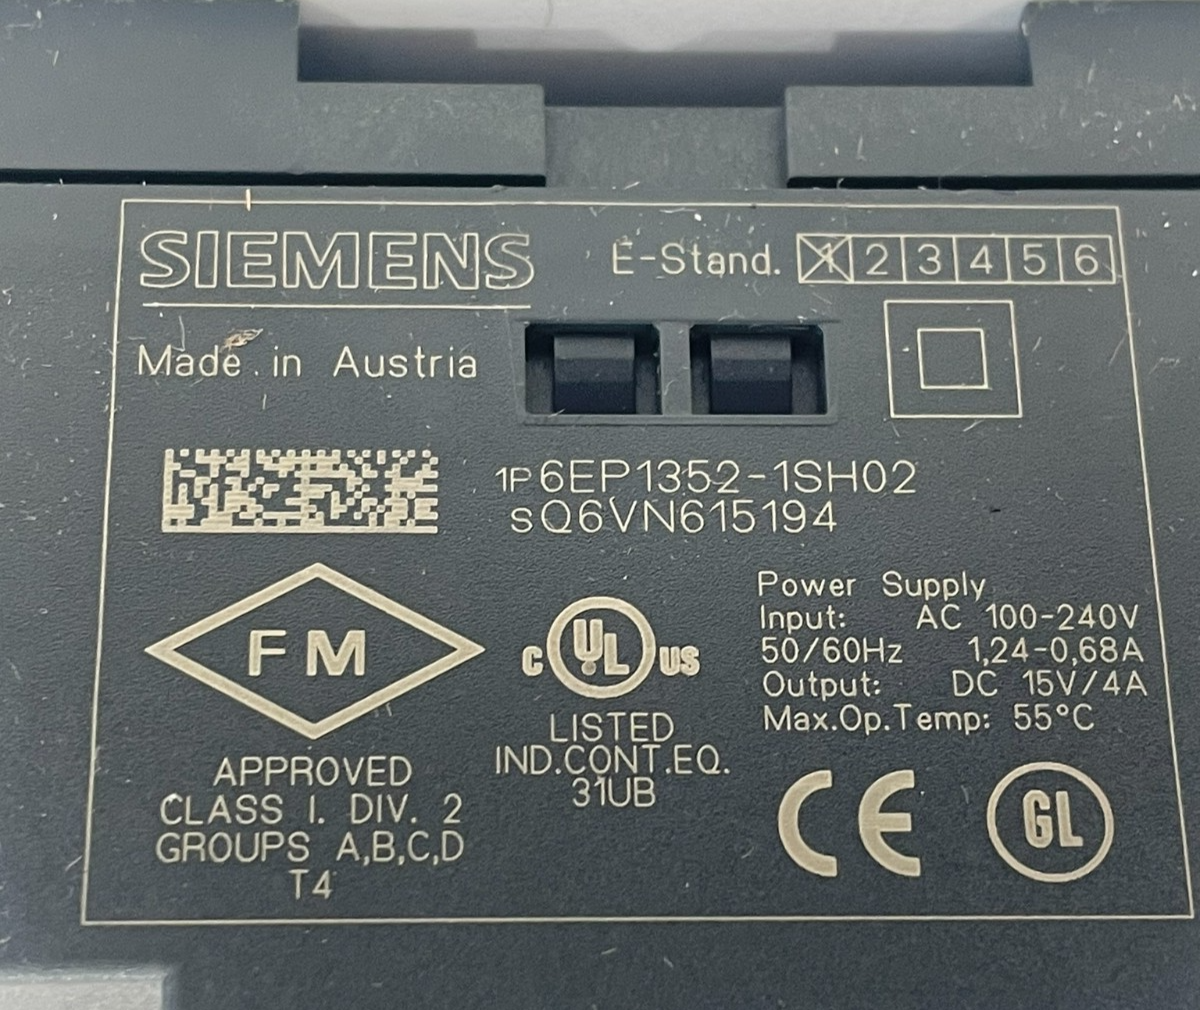 SIEMENS
E-Stand. 1 2 3 4 5 6
Made in Austria
1P 6EP1352-1SH02
SQ6VN615194
FM
APPROVED
CLASS I. DIV. 2
GROUPS A,B,C,D
T4
C UL US
LISTED
IND.CONT.EQ.
31UB
Power Supply
Input: AC 100-240V
50/60Hz 1,24-0,68A
Output: DC 15V/4A
Max.Op.Temp: 55°C
CE GL